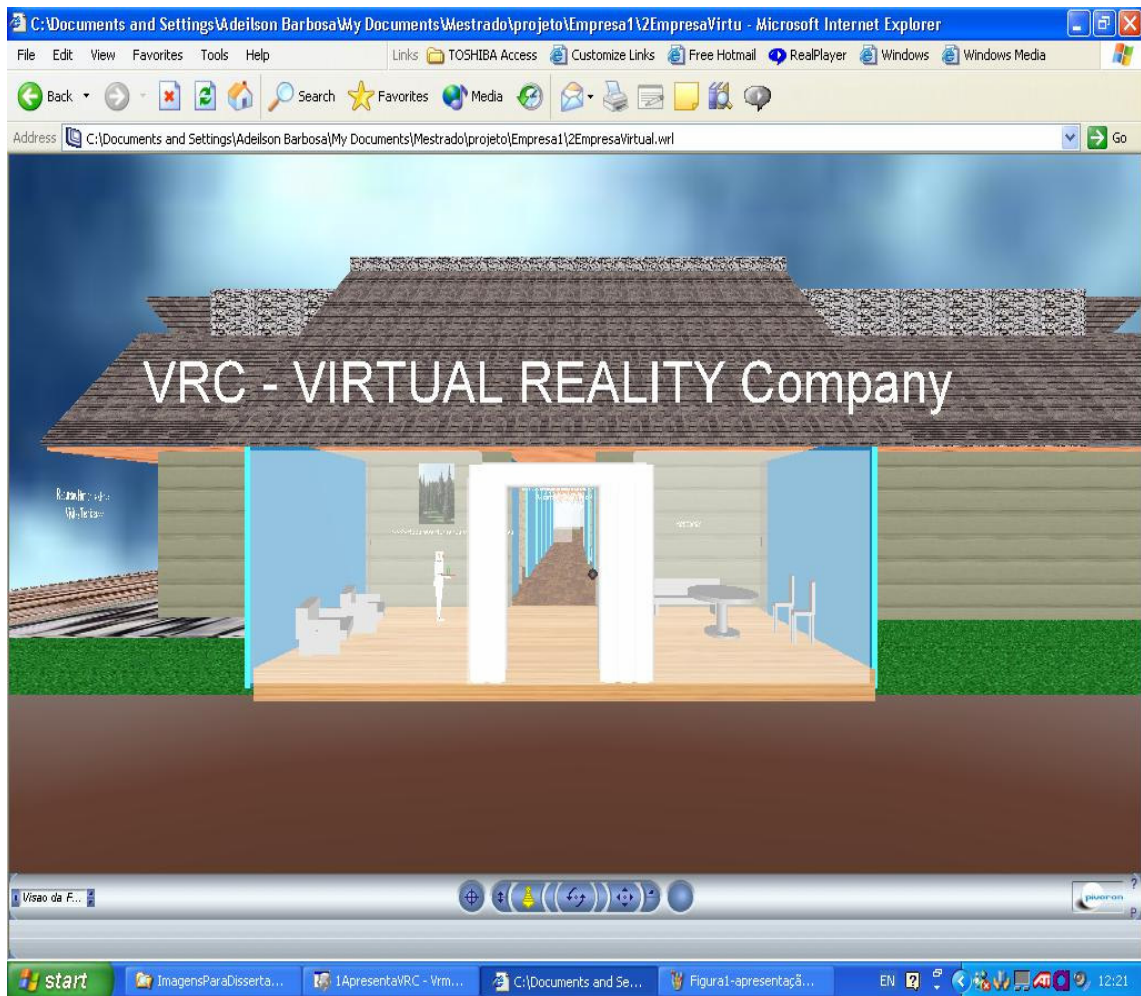 C:\Documents and Settings\Adeilson Barbosa\My Documents\Mestrado\projeto\Empresa1\2EmpresaVirtu - Microsoft Internet Explorer
File Edit View Favorites Tools Help Links TOSHIBA Access Customize Links Free Hotmail RealPlayer Windows Windows Media
Back Search Favorites Media
Address C:\Documents and Settings\Adeilson Barbosa\My Documents\Mestrado\projeto\Empresa1\2EmpresaVirtual.wrl Go
VRC - VIRTUAL REALITY Company
Visao da F...
?
P
start ImagensParaDisserta... 1ApresentaVRC - Vrm... C:\Documents and Se... Figura1-apresentaçã... EN 12:21